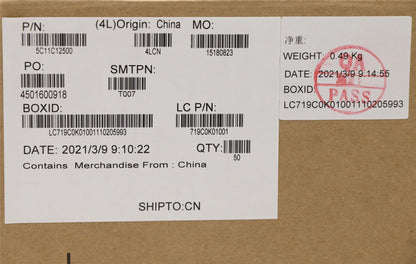 P/N:
(4L)Origin: China
MO:
5C11C12500
4LCN
15180823
PO:
SMTPN:
4501600918
T007
BOXID:
LC P/N:
LC719C0K01001110205993
719C0K01001
DATE: 2021/3/9 9:10:22
QTY:
50
Contains Merchandise From : China
SHIPTO:CN
净重:
WEIGHT: 0.49 Kg
DATE: 2021/3/9 9:14:55
BOXID
LC719C0K01001110205993
QA
PASS